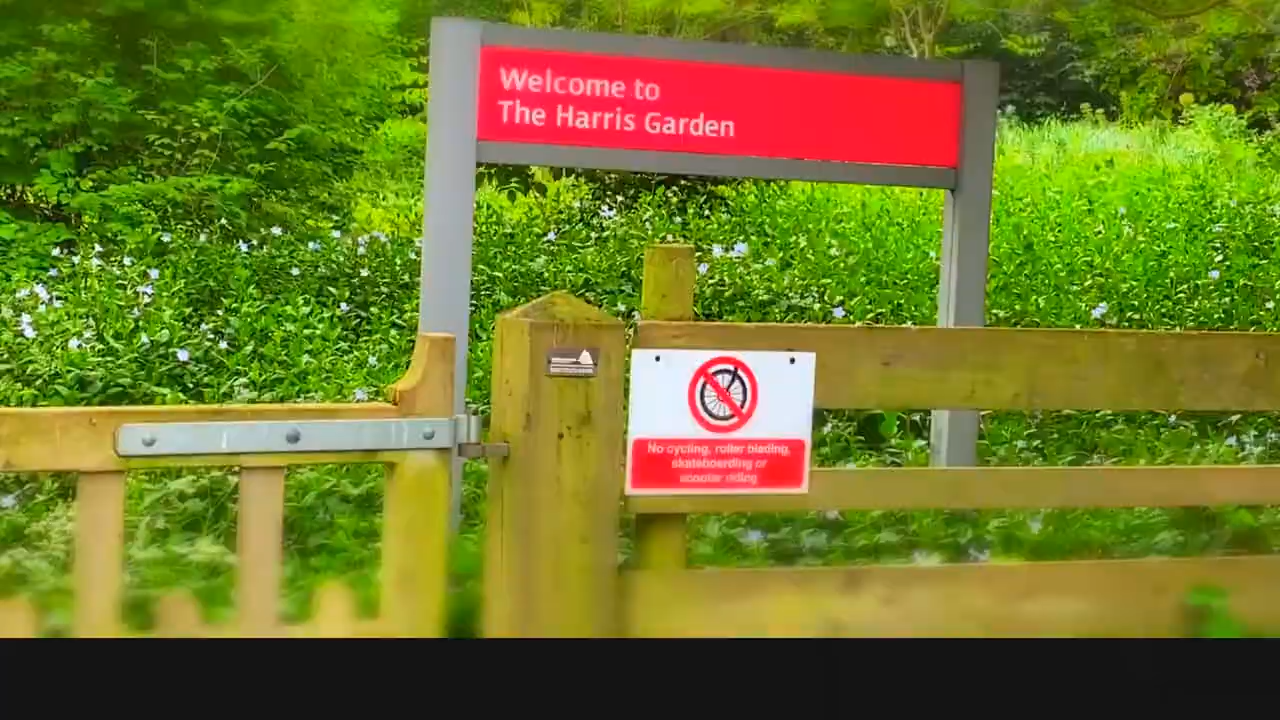 Welcome to
The Harris Garden
No cycling, roller blading,
skateboarding or
scooter riding